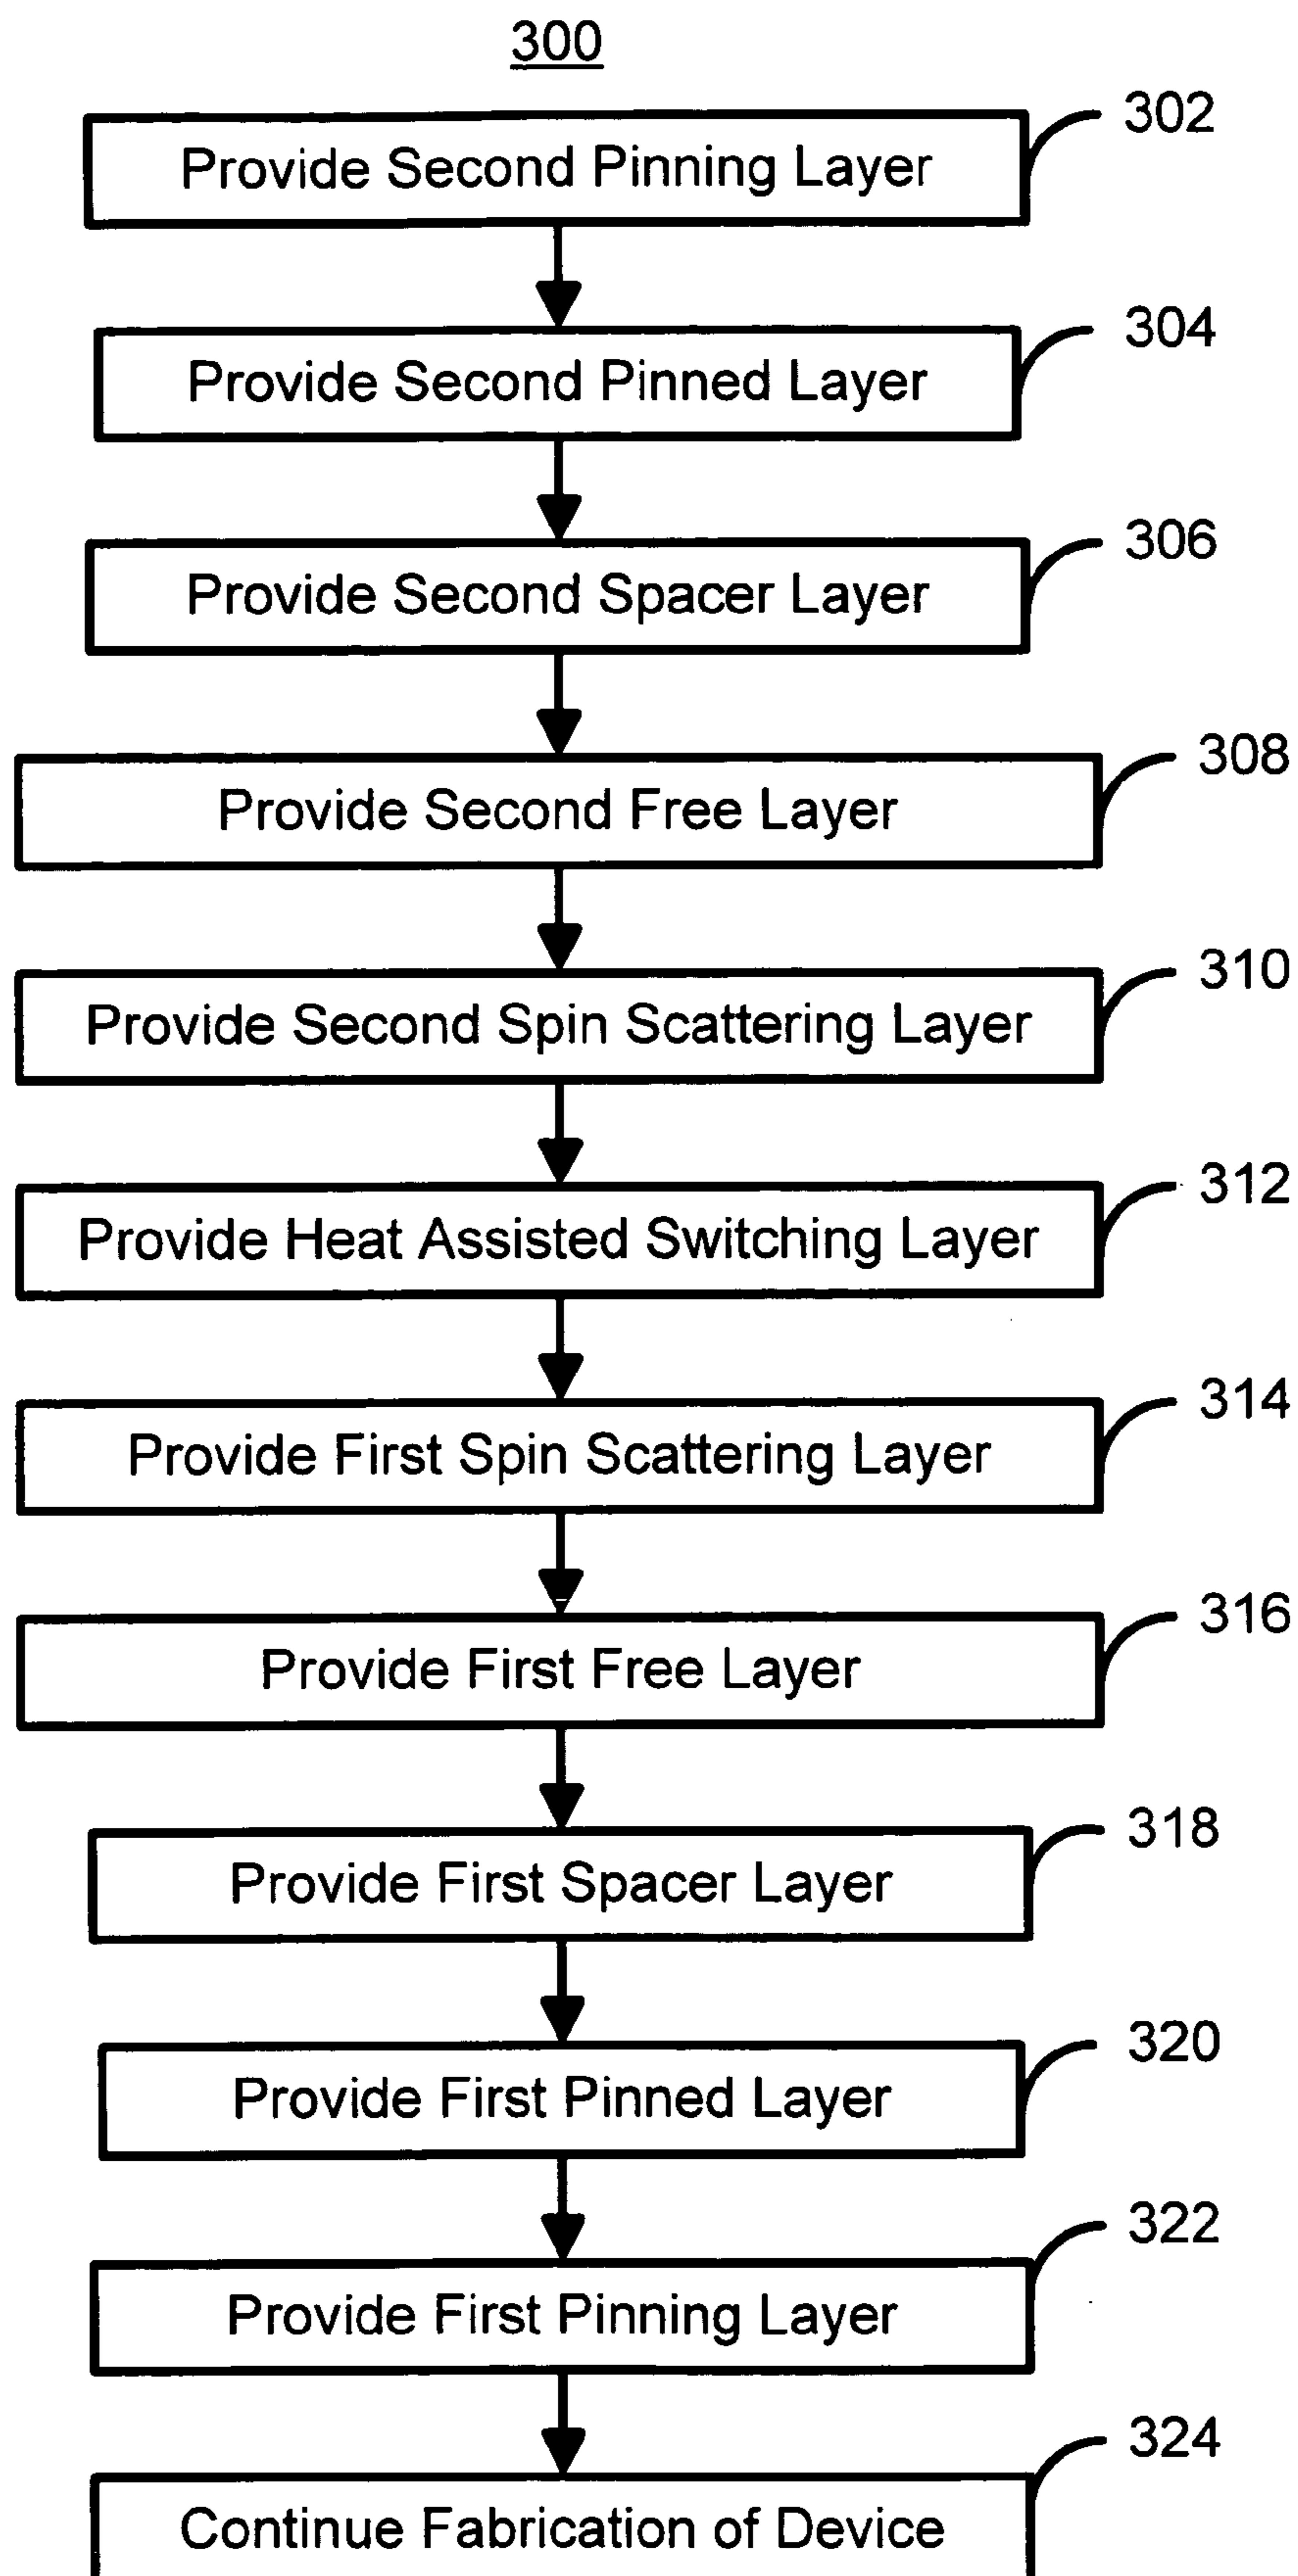 300
Provide Second Pinning Layer
302
Provide Second Pinned Layer
304
Provide Second Spacer Layer
306
Provide Second Free Layer
308
Provide Second Spin Scattering Layer
310
Provide Heat Assisted Switching Layer
312
Provide First Spin Scattering Layer
314
Provide First Free Layer
316
Provide First Spacer Layer
318
Provide First Pinned Layer
320
Provide First Pinning Layer
322
Continue Fabrication of Device
324